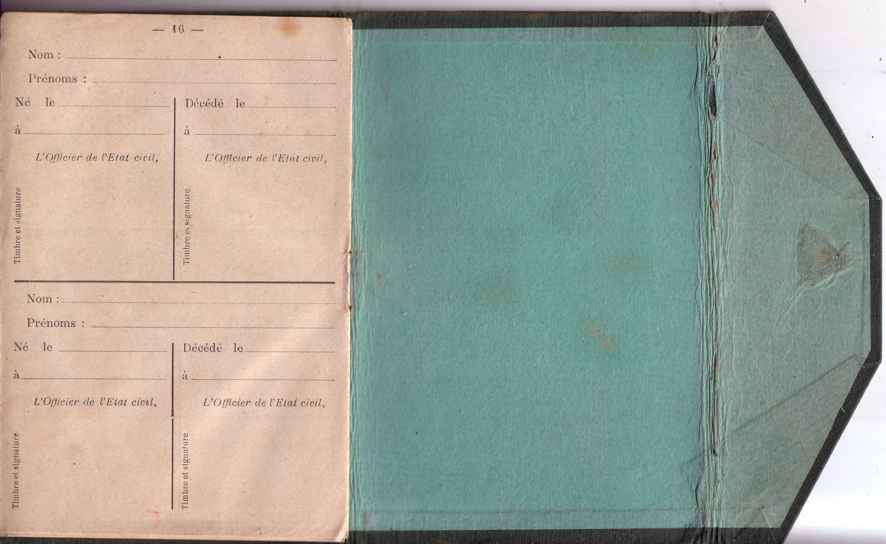 — 16 —
Nom :
Prénoms :
Né le
à
L'Officier de l'Etat civil,
Timbre et signature
Décédé le
à
L'Officier de l'Etat civil,
Timbre et signature
Nom :
Prénoms :
Né le
à
L'Officier de l'Etat civil,
Timbre et signature
Décédé le
à
L'Officier de l'Etat civil,
Timbre et signature